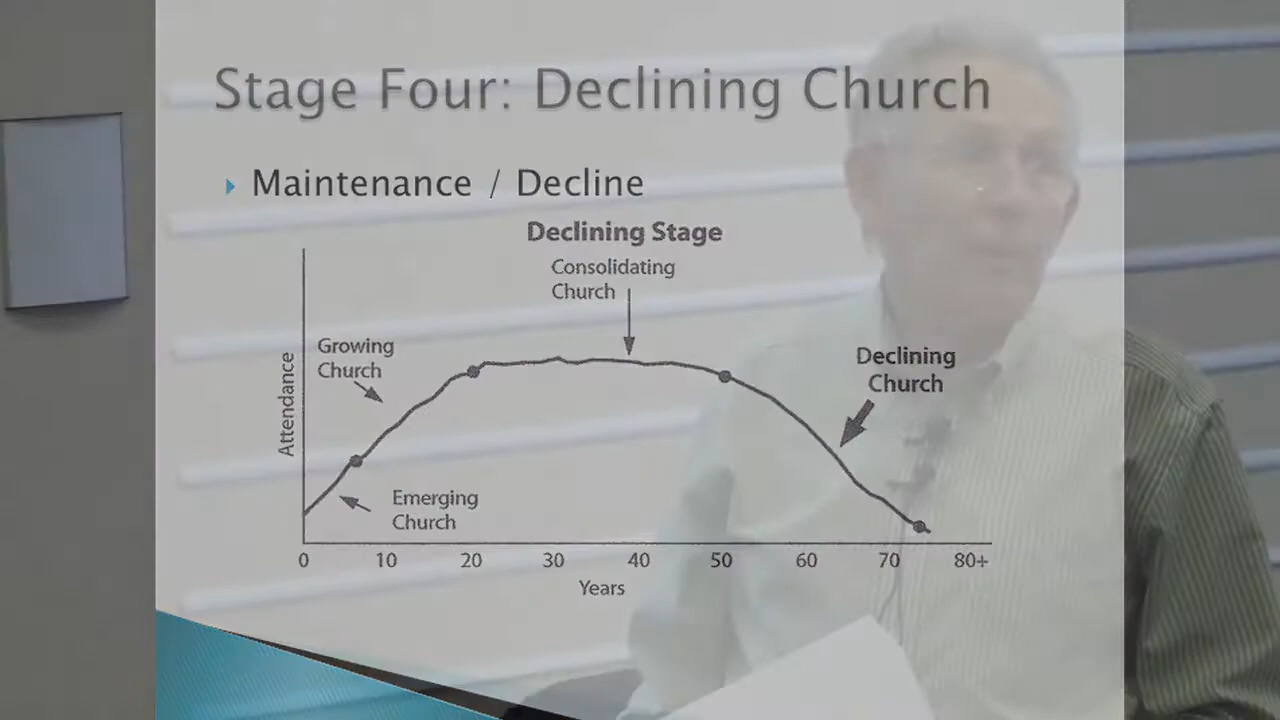 Stage Four: Declining Church
Maintenance / Decline
Declining Stage
Consolidating
Church
Growing
Church
Attendance
Declining
Church
Emerging
Church
0 10 20 30 40 50 60 70 80+
Years